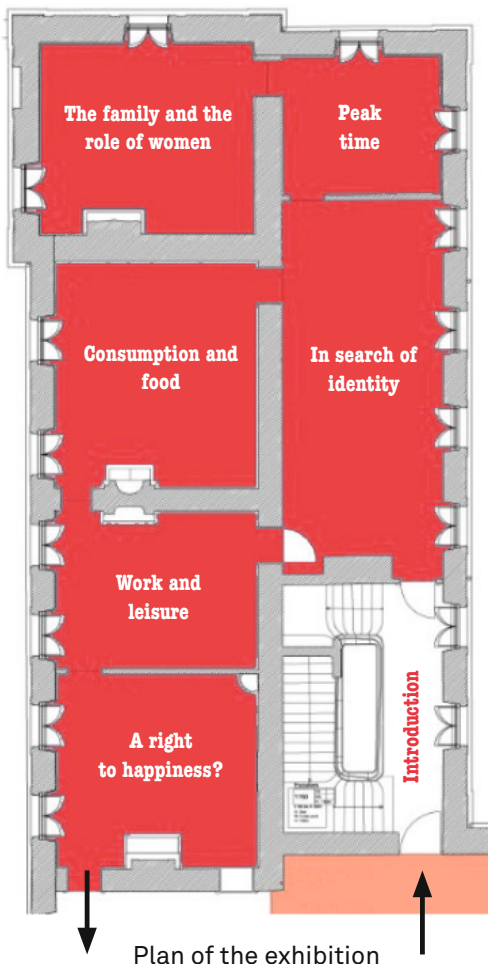 The family and the
role of women
Peak
time
Consumption and
food
In search of
identity
Work and
leisure
A right
to happiness?
Introduction
Plan of the exhibition